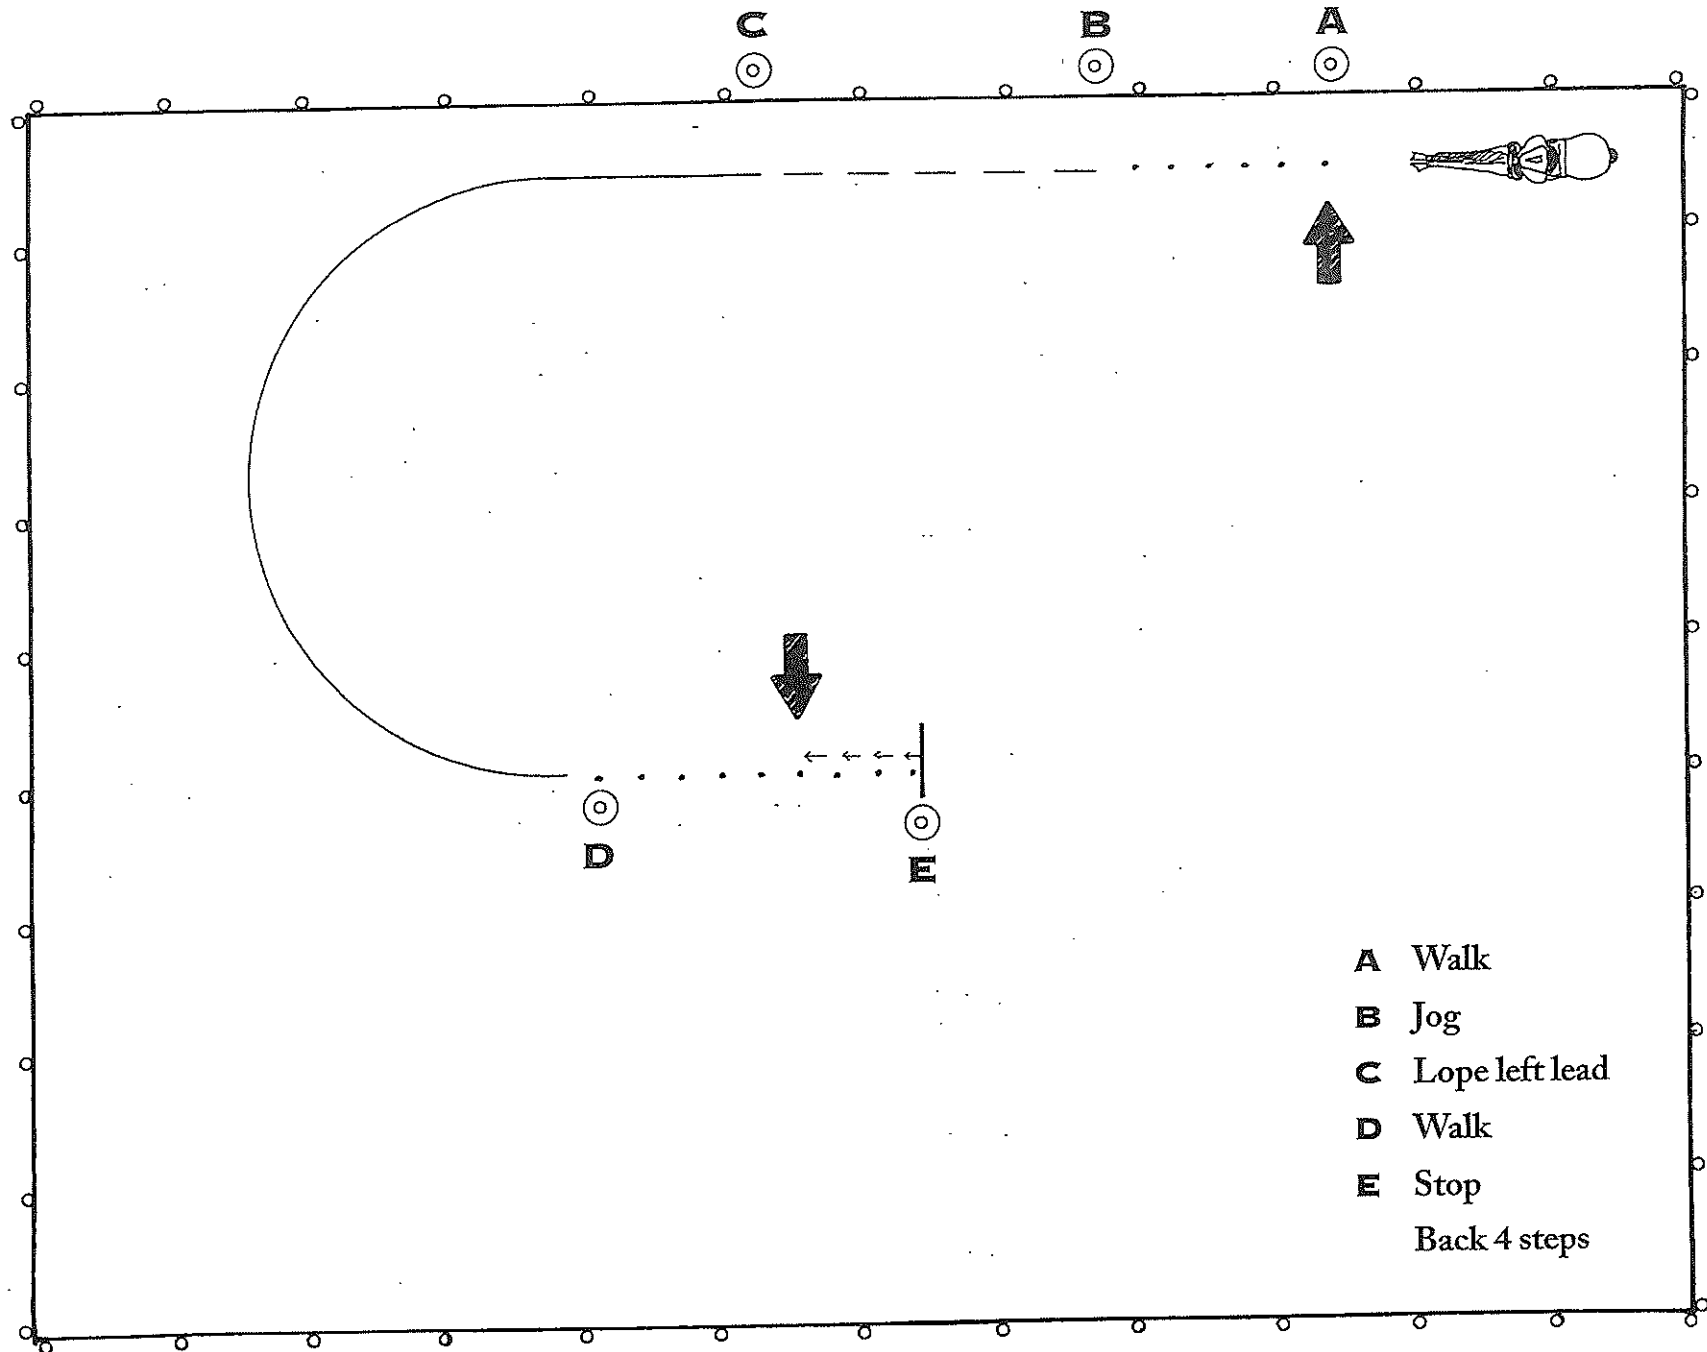 C B A
D
E
A Walk
B Jog
C Lope left lead
D Walk
E Stop
Back 4 steps